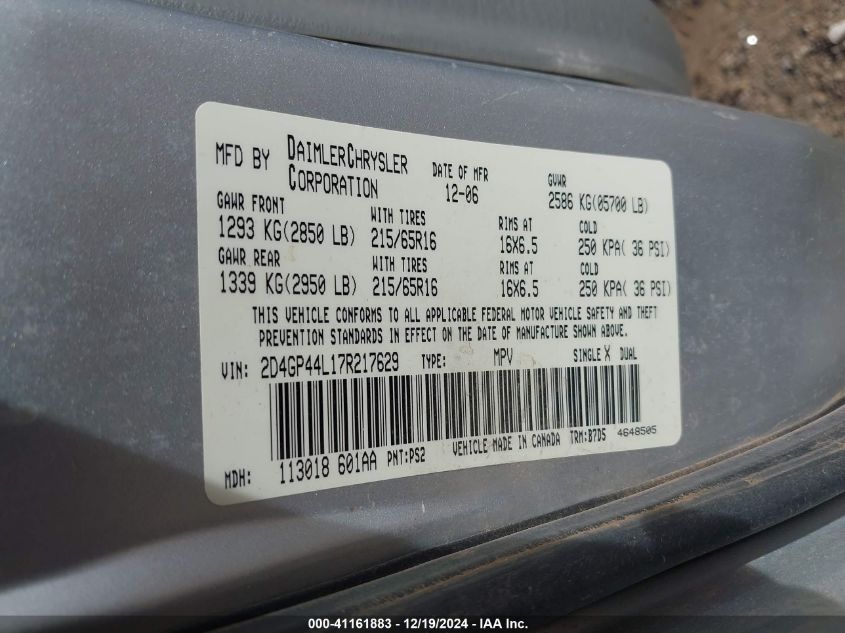 MFD BY DAIMLERCHRYSLER CORPORATION
DATE OF MFR 12-06
GVWR 2586 KG(05700 LB)
GAWR FRONT WITH TIRES RIMS AT COLD
1293 KG(2850 LB) 215/65R16 16X6.5 250 KPA( 36 PSI)
GAWR REAR WITH TIRES RIMS AT COLD
1339 KG(2950 LB) 215/65R16 16X6.5 250 KPA( 36 PSI)
THIS VEHICLE CONFORMS TO ALL APPLICABLE FEDERAL MOTOR VEHICLE SAFETY AND THEFT
PREVENTION STANDARDS IN EFFECT ON THE DATE OF MANUFACTURE SHOWN ABOVE.
VIN: 2D4GP44L17R217629 TYPE: MPV SINGLE X DUAL
MDH: 113018 601AA PNT:PS2 VEHICLE MADE IN CANADA TRM:B7D5 4648505
000-41161883 - 12/19/2024 - IAA Inc.